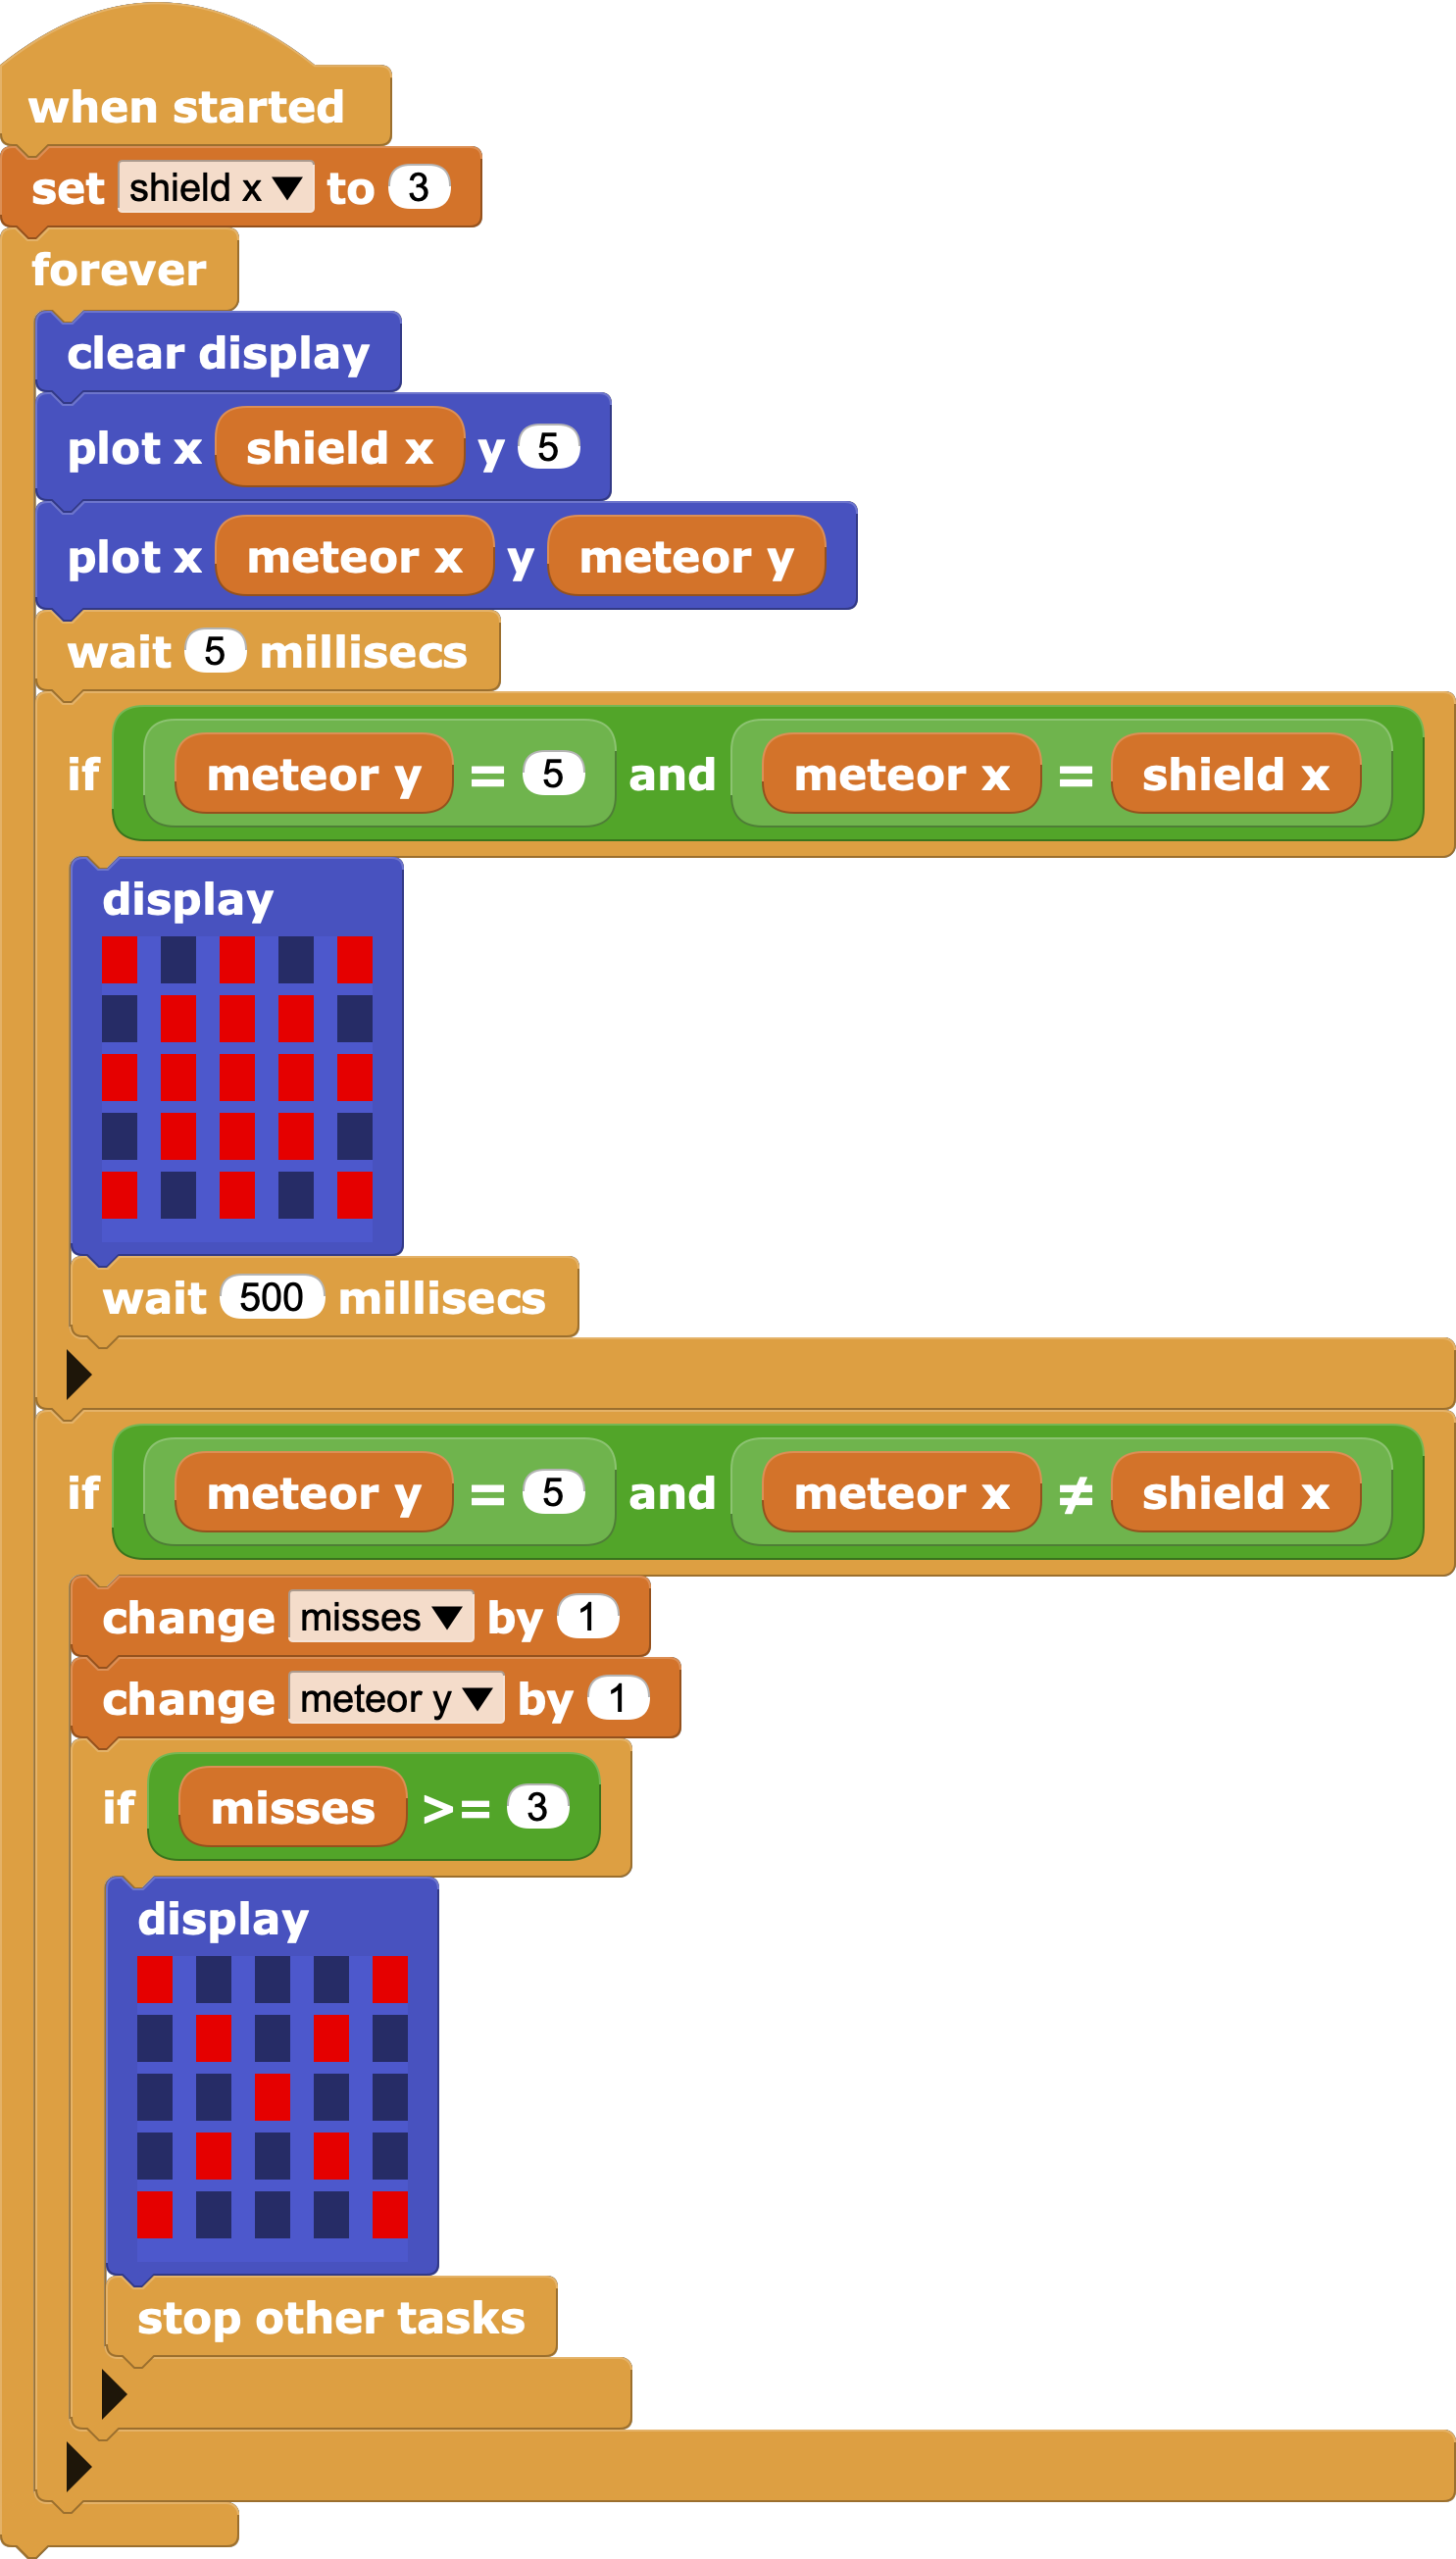 when started
set shield x to 3
forever
clear display
plot x shield x y 5
plot x meteor x y meteor y
wait 5 millisecs
if meteor y = 5 and meteor x = shield x
display
wait 500 millisecs
if meteor y = 5 and meteor x ≠ shield x
change misses by 1
change meteor y by 1
if misses >= 3
display
stop other tasks